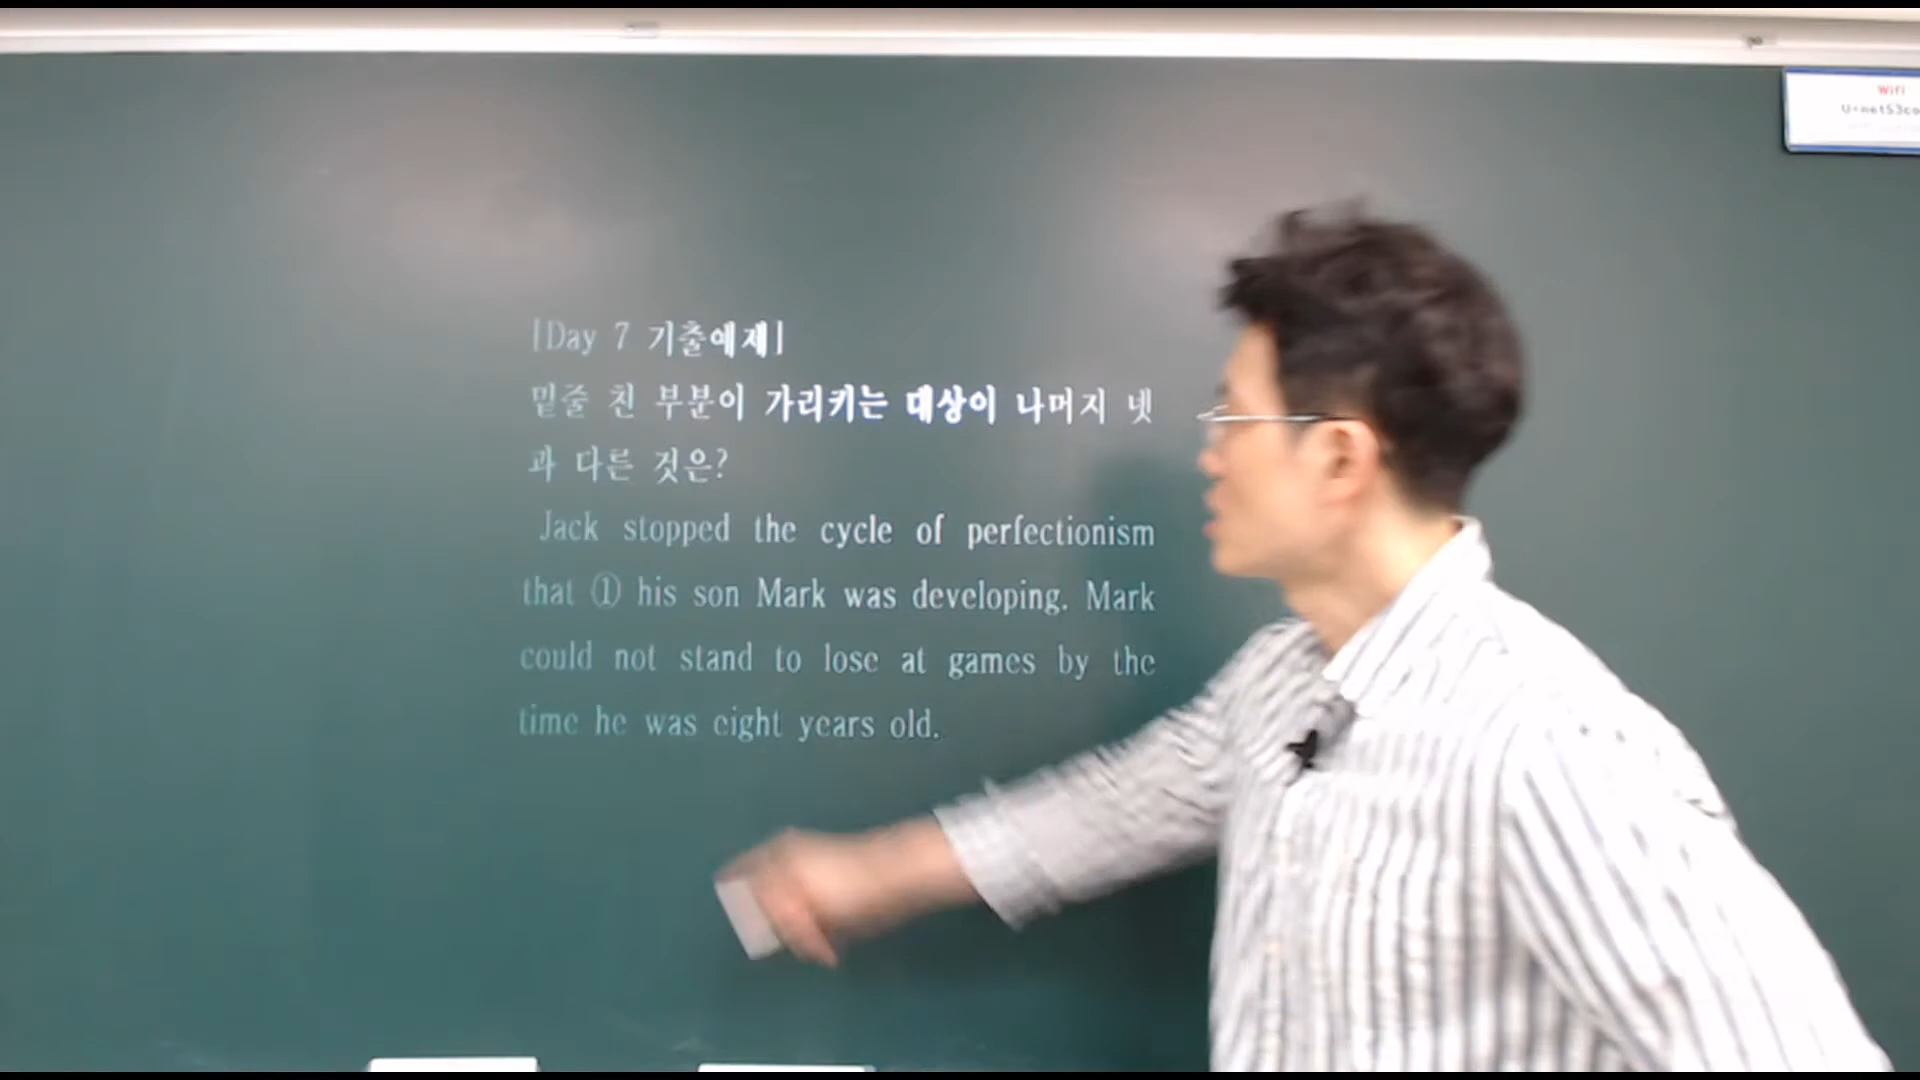 [Day 7 기출예제]
밑줄 친 부분이 가리키는 대상이 나머지 넷
과 다른 것은?
Jack stopped the cycle of perfectionism
that ① his son Mark was developing. Mark
could not stand to lose at games by the
time he was eight years old.
Wifi